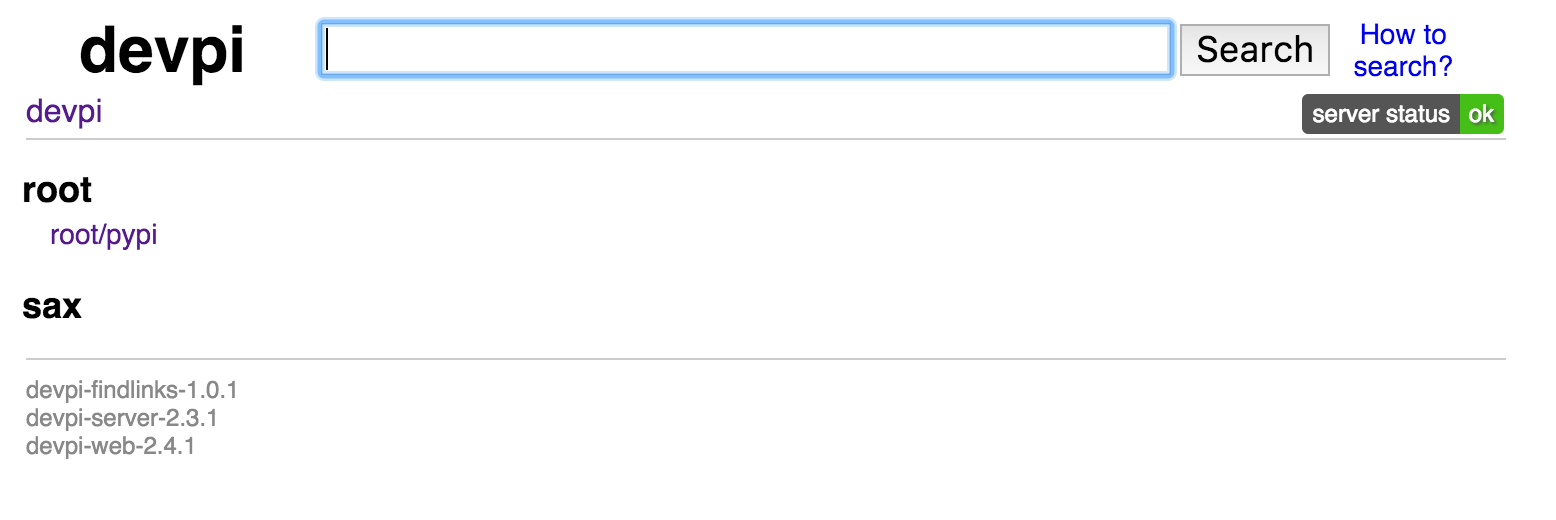 devpi
Search
How to
search?
devpi
server status ok
root
root/pypi
sax
devpi-findlinks-1.0.1
devpi-server-2.3.1
devpi-web-2.4.1